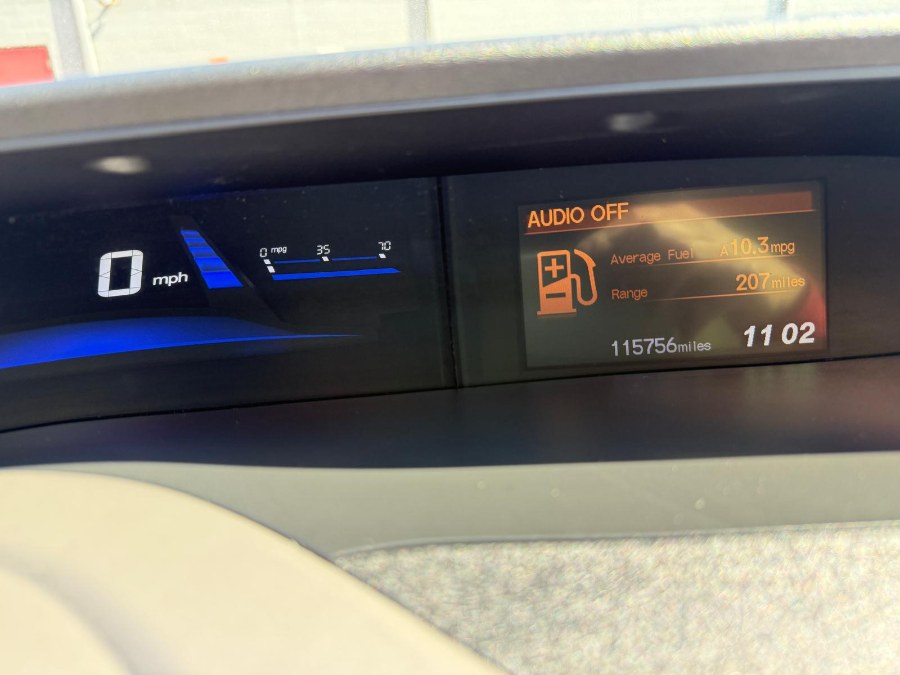 0 mph
0 mpg 35 70
AUDIO OFF
Average Fuel A10.3mpg
Range 207miles
115756miles 11 02